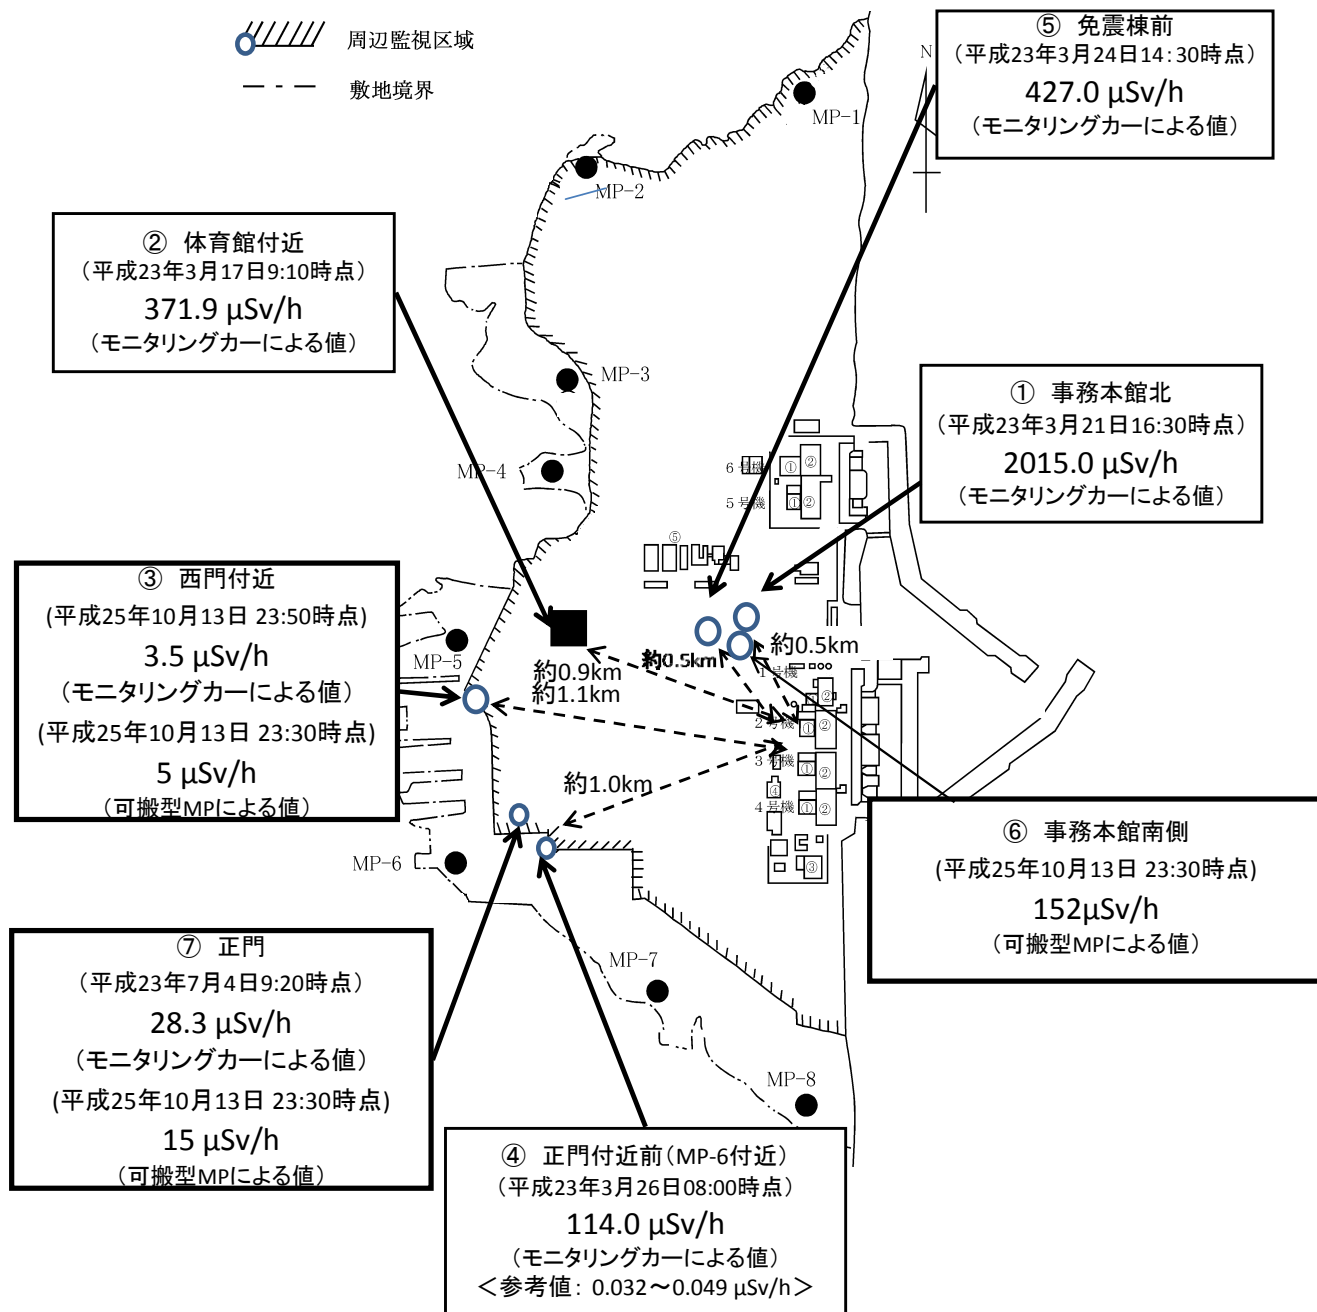 周辺監視区域
敷地境界
⑤ 免震棟前
（平成23年3月24日14:30時点）
427.0 μSv/h
（モニタリングカーによる値）
N
MP-1
MP-2
② 体育館付近
（平成23年3月17日9:10時点）
371.9 μSv/h
（モニタリングカーによる値）
MP-3
① 事務本館北
（平成23年3月21日16:30時点）
2015.0 μSv/h
（モニタリングカーによる値）
MP-4
6号機
① ②
5号機
① ②
⑤
③ 西門付近
(平成25年10月13日 23:50時点)
3.5 μSv/h
（モニタリングカーによる値）
(平成25年10月13日 23:30時点)
5 μSv/h
（可搬型MPによる値）
MP-5
約0.9km
約0.5km
約0.5km
約1.1km
1号機
②
2号機
① ②
3号機
① ②
約1.0km
④
4号機
① ②
③
MP-6
⑥ 事務本館南側
(平成25年10月13日 23:30時点)
152μSv/h
（可搬型MPによる値）
⑦ 正門
（平成23年7月4日9:20時点）
28.3 μSv/h
（モニタリングカーによる値）
(平成25年10月13日 23:30時点)
15 μSv/h
（可搬型MPによる値）
MP-7
MP-8
④ 正門付近前（MP-6付近）
（平成23年3月26日08:00時点）
114.0 μSv/h
（モニタリングカーによる値）
＜参考値: 0.032～0.049 μSv/h＞